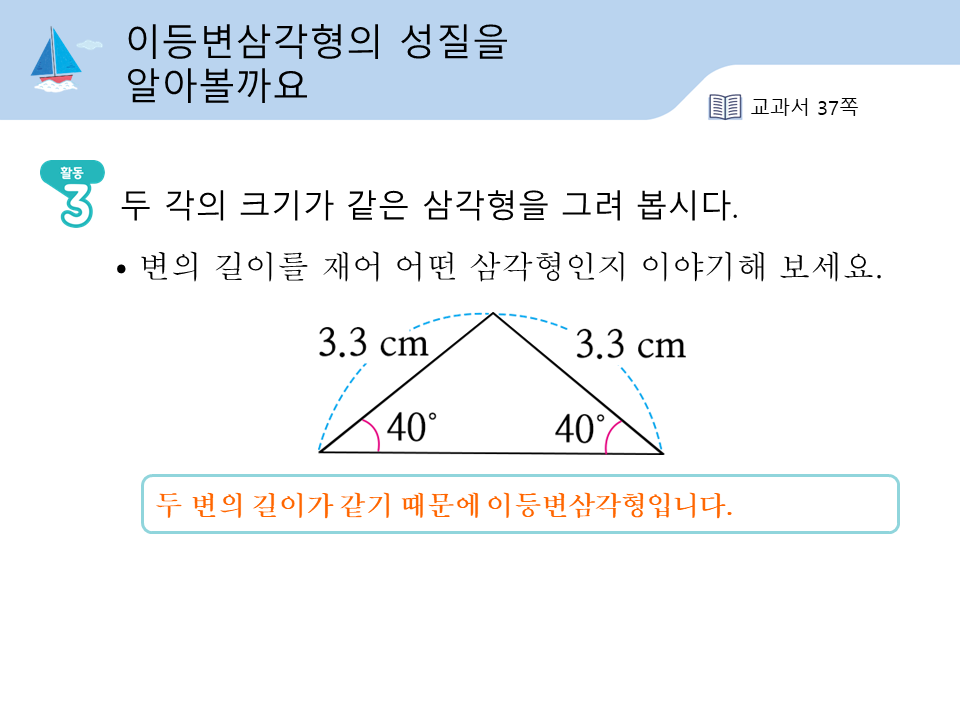 이등변삼각형의 성질을
알아볼까요
교과서 37쪽
활동
3
두 각의 크기가 같은 삼각형을 그려 봅시다.
• 변의 길이를 재어 어떤 삼각형인지 이야기해 보세요.
3.3 cm 3.3 cm
40° 40°
두 변의 길이가 같기 때문에 이등변삼각형입니다.